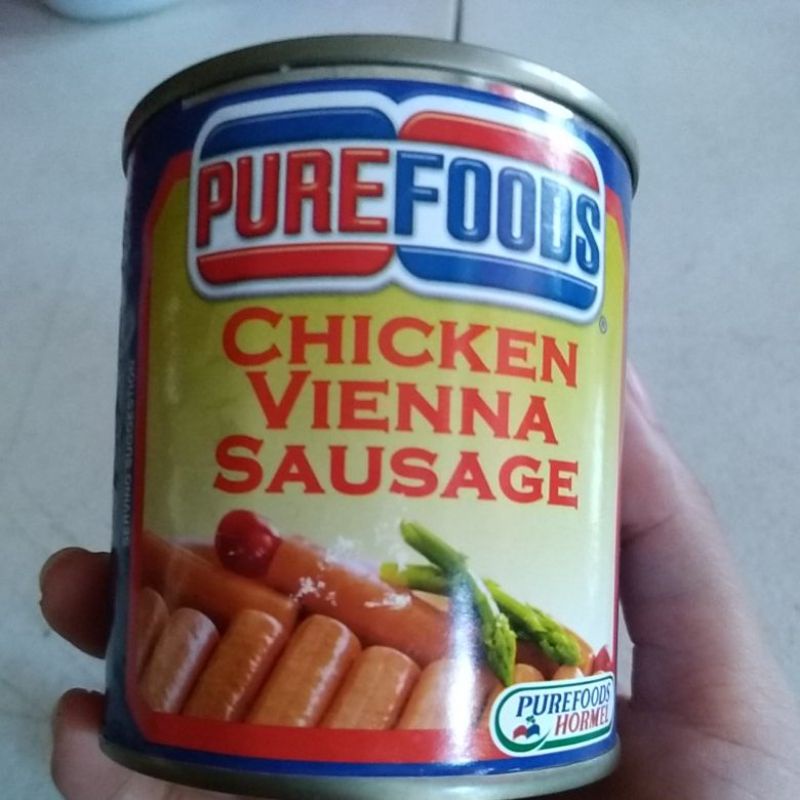 PUREFOODS
®
CHICKEN
VIENNA
SAUSAGE
SERVING SUGGESTION
PUREFOODS
HORMEL